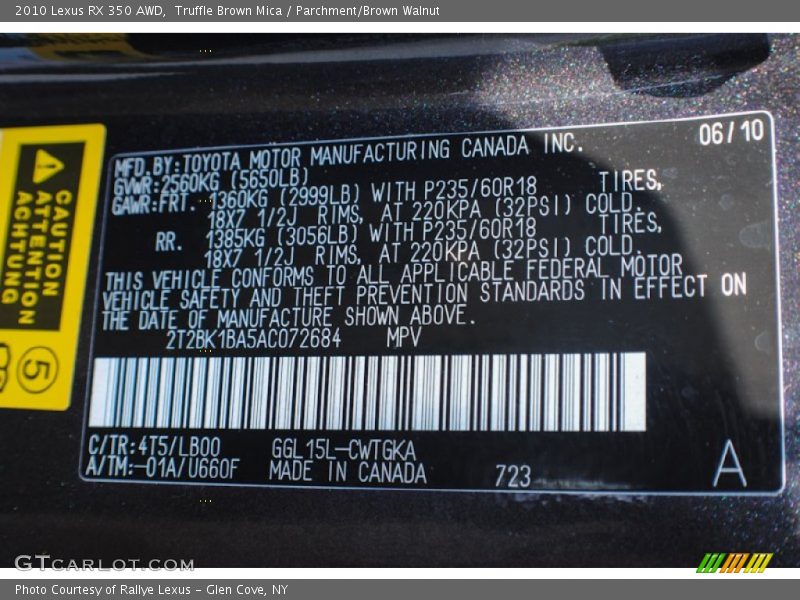 2010 Lexus RX 350 AWD, Truffle Brown Mica / Parchment/Brown Walnut
06/10
MFD.BY:TOYOTA MOTOR MANUFACTURING CANADA INC.
GVWR:2560KG (5650LB)
GAWR:FRT. 1360KG (2999LB) WITH P235/60R18 TIRES,
18X7 1/2J RIMS, AT 220KPA (32PSI) COLD.
RR. 1385KG (3056LB) WITH P235/60R18 TIRES,
18X7 1/2J RIMS, AT 220KPA (32PSI) COLD.
THIS VEHICLE CONFORMS TO ALL APPLICABLE FEDERAL MOTOR
VEHICLE SAFETY AND THEFT PREVENTION STANDARDS IN EFFECT ON
THE DATE OF MANUFACTURE SHOWN ABOVE.
2T2BK1BA5AC072684 MPV
C/TR:4T5/LB00 GGL15L-CWTGKA
A/TM:-01A/U660F MADE IN CANADA 723 A
CAUTION
ATTENTION
ACHTUNG
5
GTCARLOT.COM
Photo Courtesy of Rallye Lexus - Glen Cove, NY